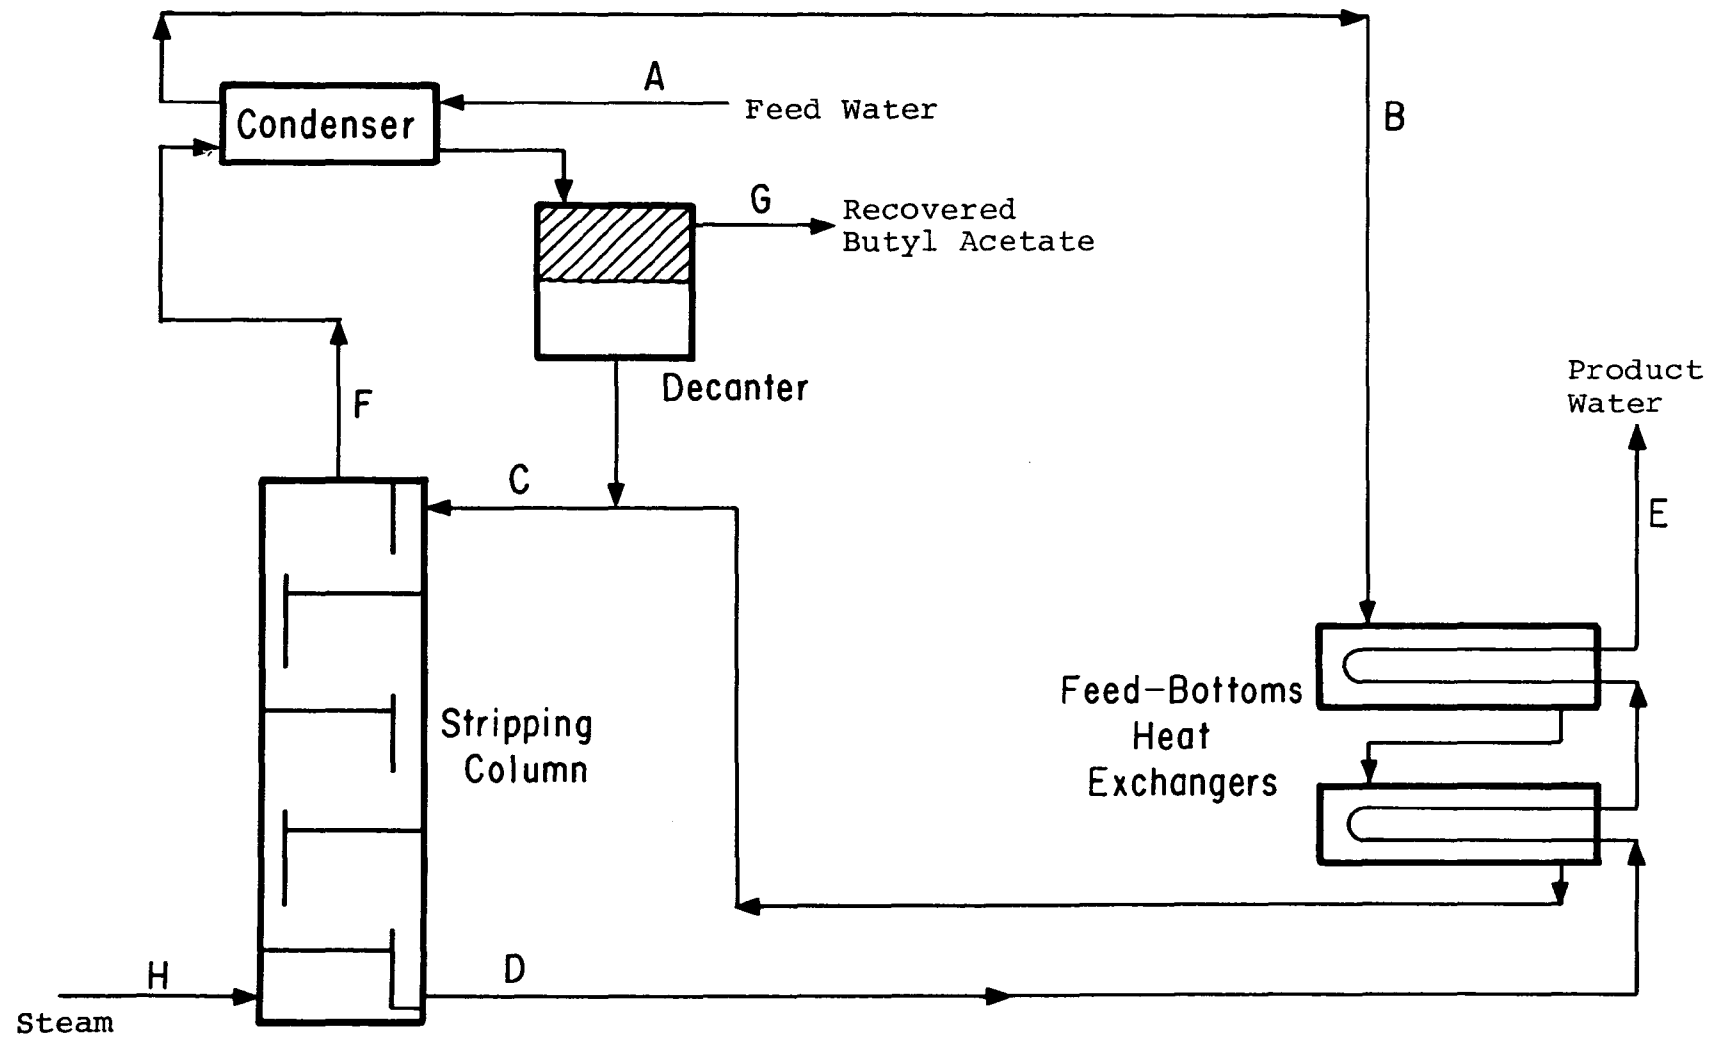 A
Feed Water
Condenser
B
G
Recovered
Butyl Acetate
Decanter
Product
Water
F
C
E
Feed-Bottoms
Heat
Exchangers
Stripping
Column
H
D
Steam